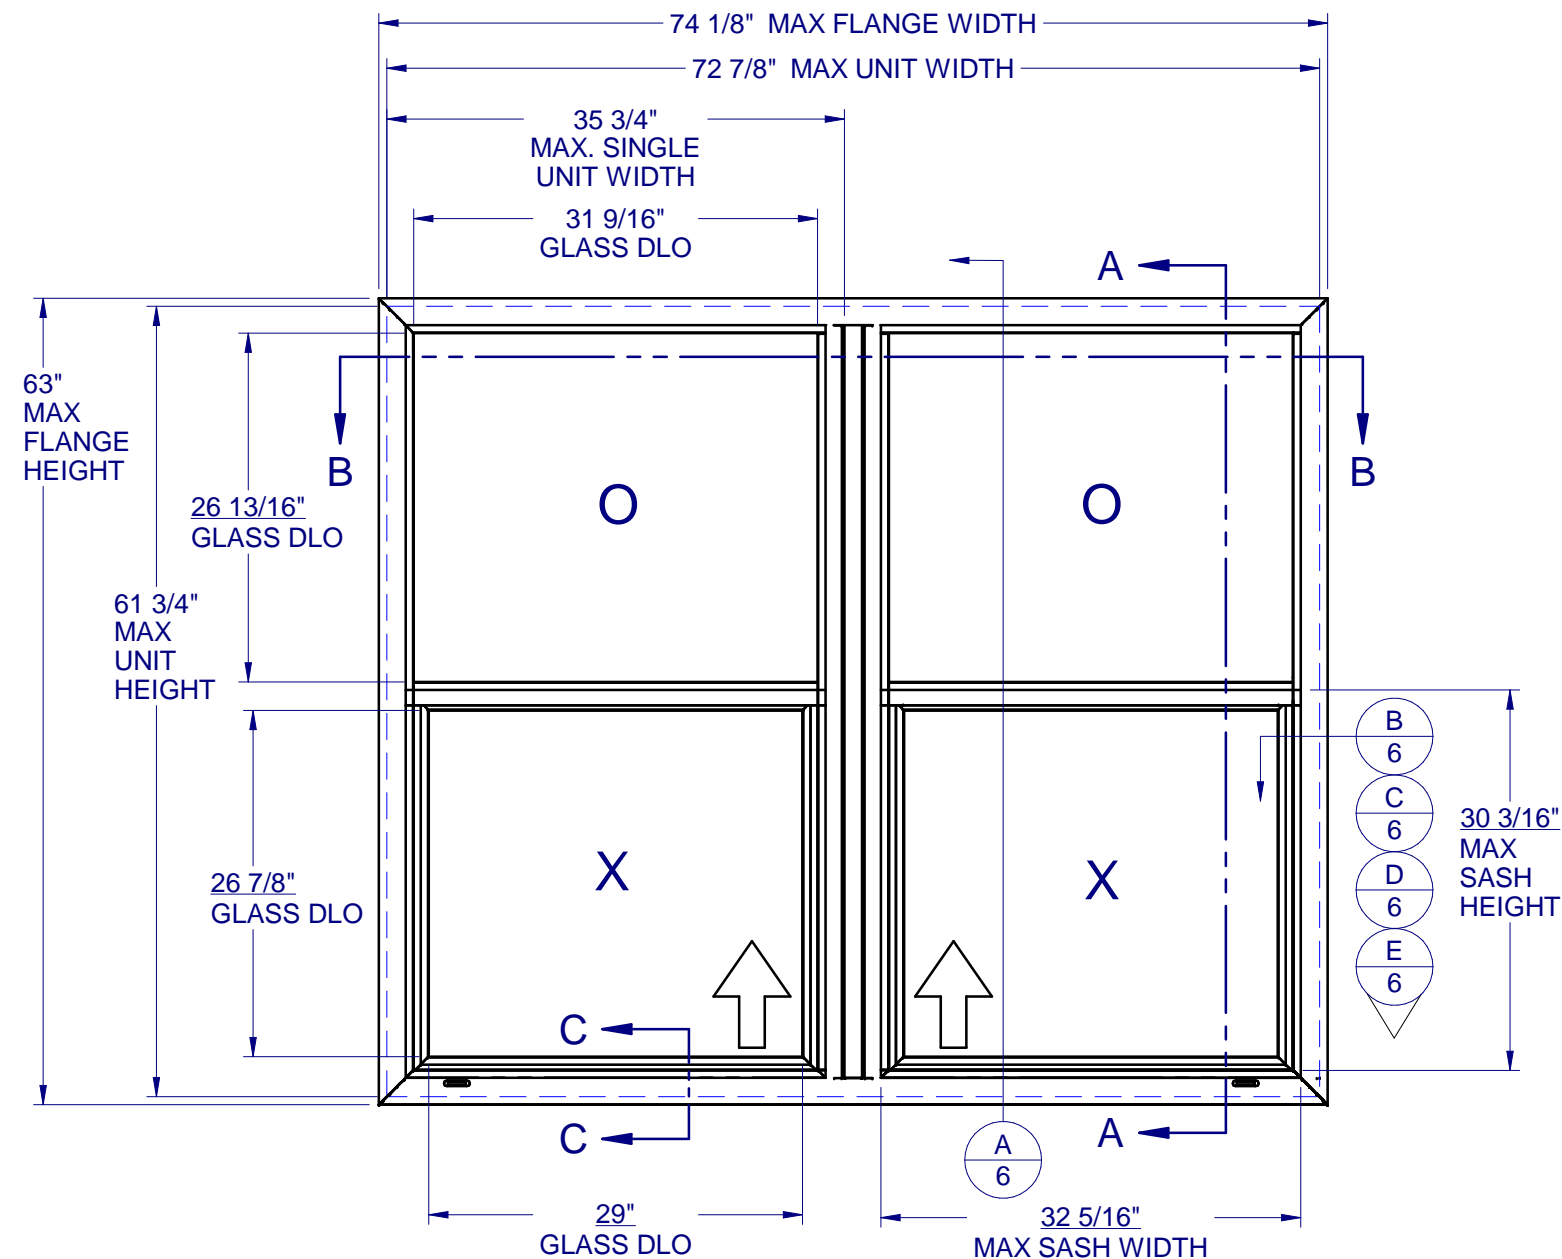 74 1/8"  MAX FLANGE WIDTH
72 7/8"  MAX UNIT WIDTH
35 3/4"
MAX. SINGLE
UNIT WIDTH
31 9/16"
GLASS DLO
A
63"
MAX
FLANGE
HEIGHT
B
B
26 13/16"
GLASS DLO
O
O
61 3/4"
MAX
UNIT
HEIGHT
B
6
C
6
D
6
E
6
30 3/16"
MAX
SASH
HEIGHT
26 7/8"
GLASS DLO
X
X
C
C
A
A
6
29"
GLASS DLO
32 5/16"
MAX SASH WIDTH